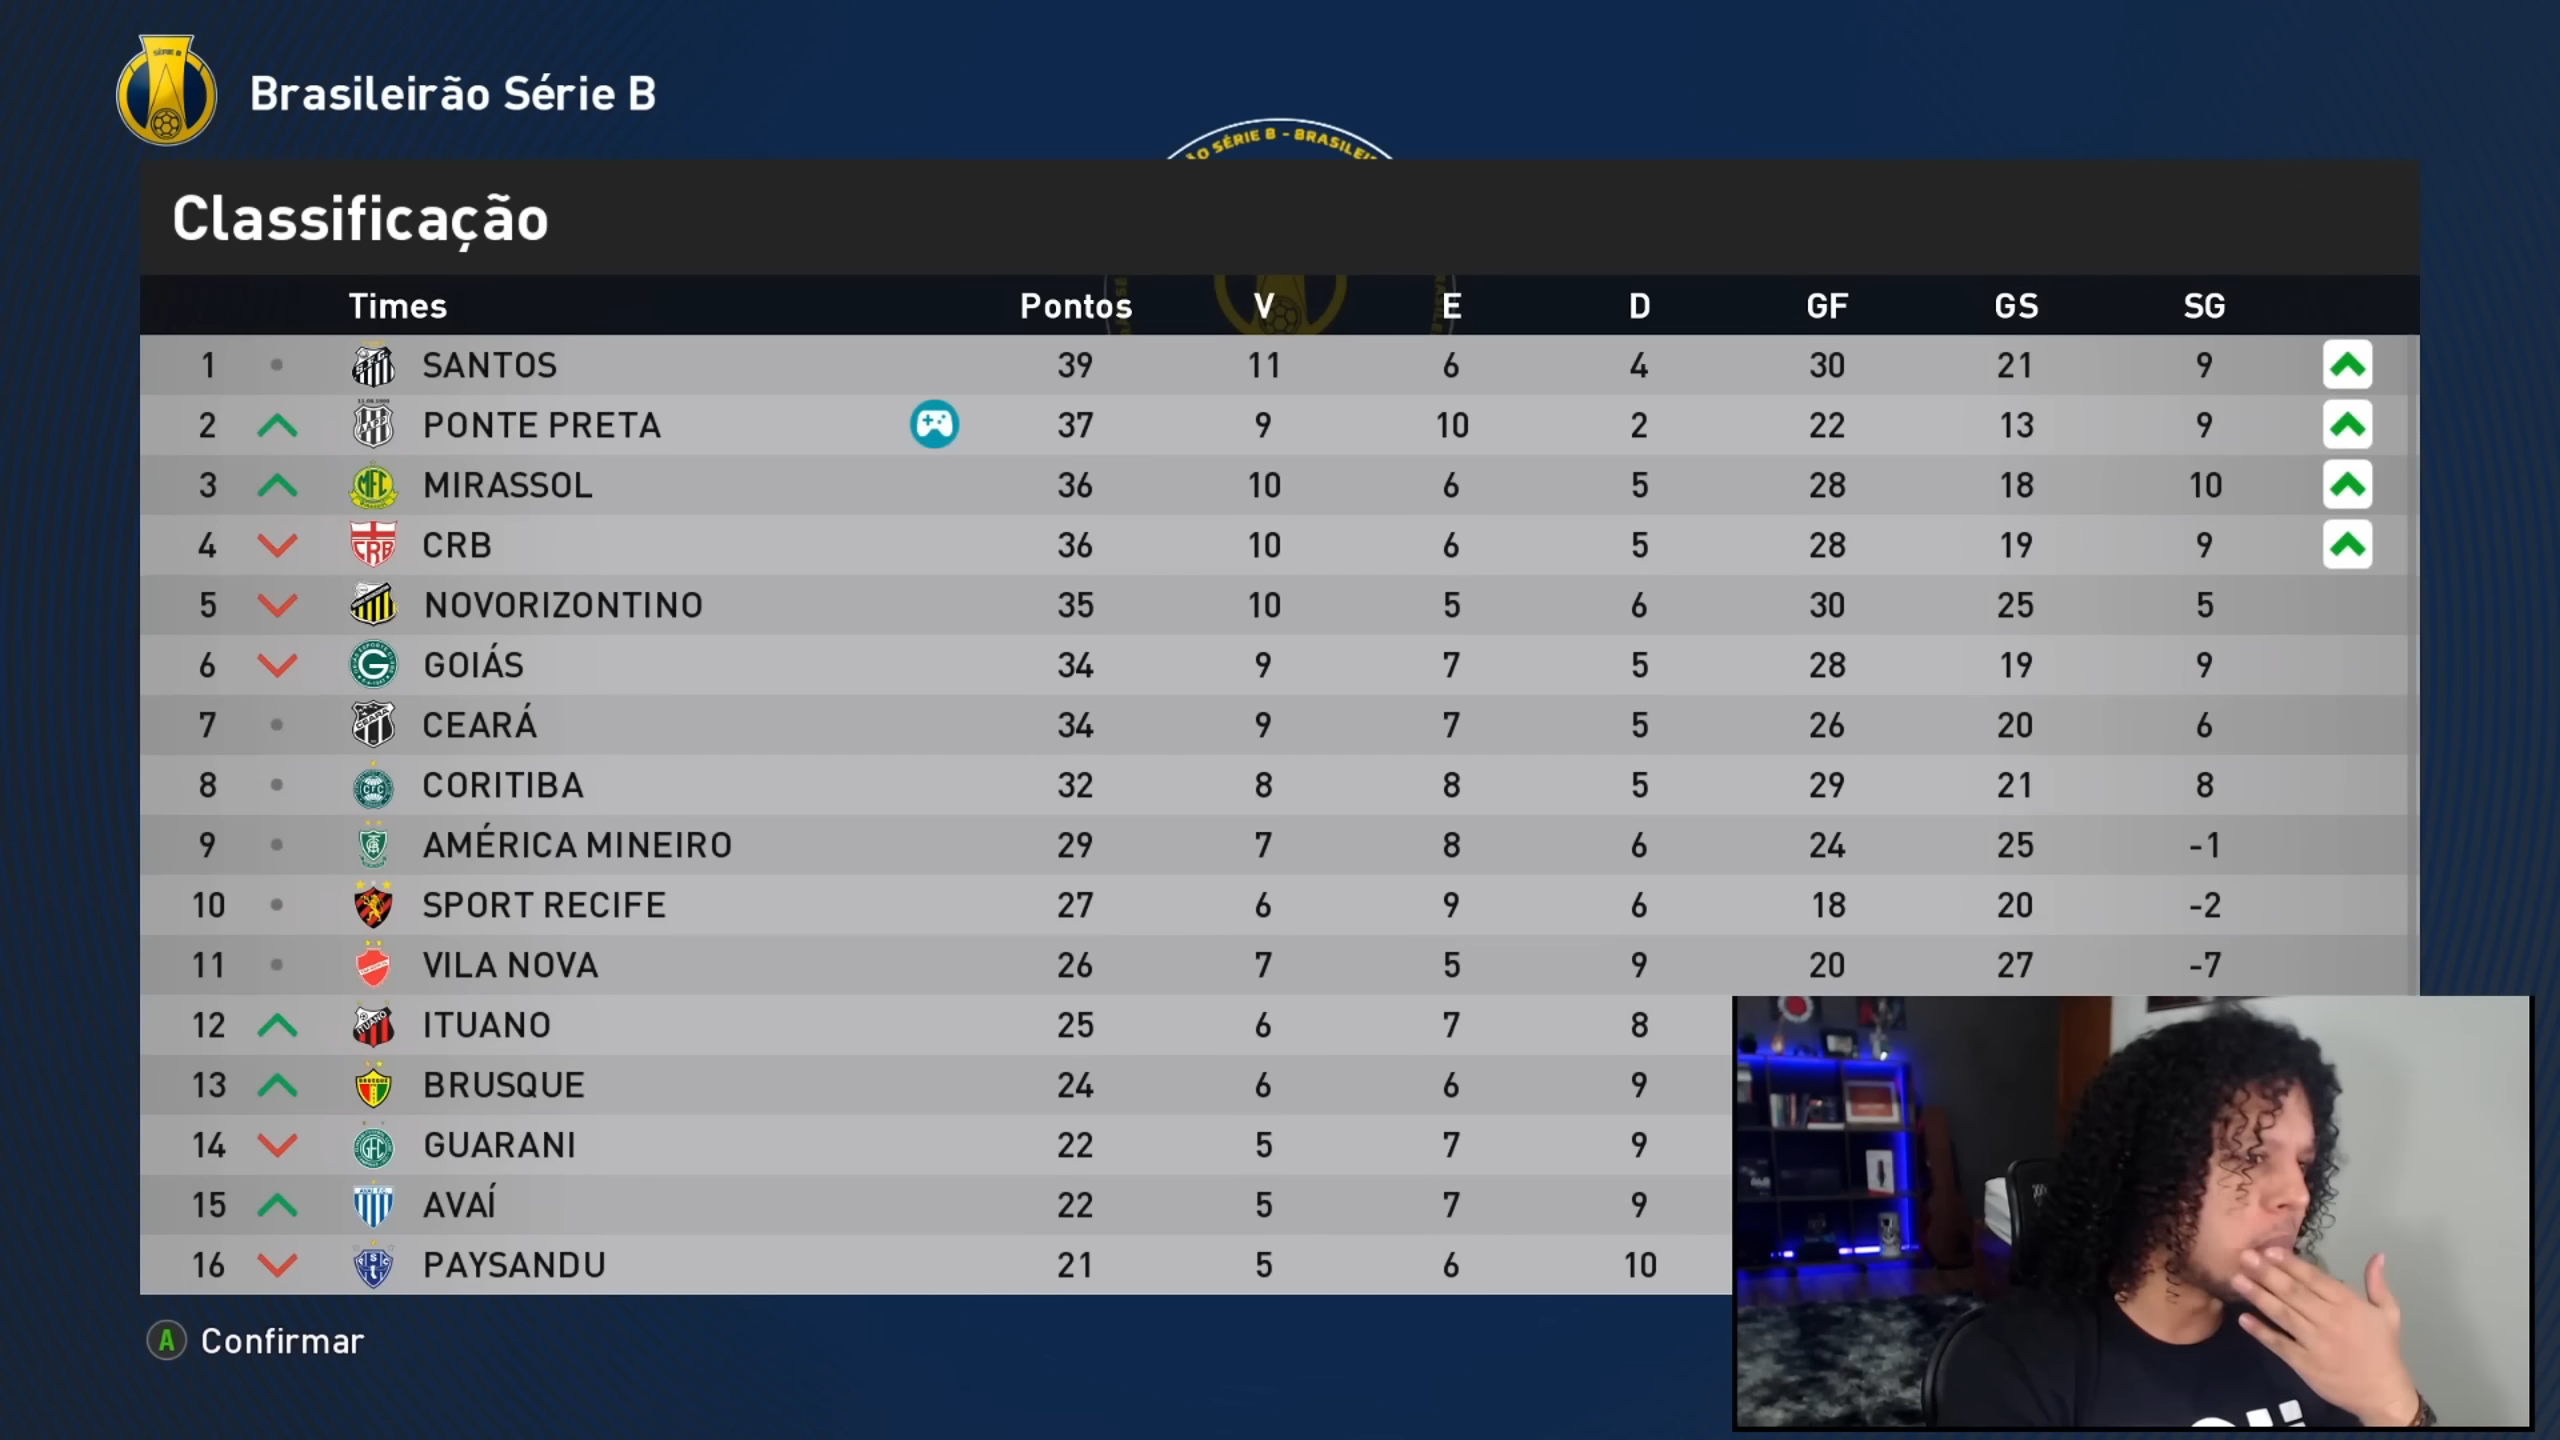 Brasileirão Série B
SÉRIE B - BRASILEI
Classificação
Times Pontos V E D GF GS SG
1 SANTOS 39 11 6 4 30 21 9
2 PONTE PRETA 37 9 10 2 22 13 9
3 MIRASSOL 36 10 6 5 28 18 10
4 CRB 36 10 6 5 28 19 9
5 NOVORIZONTINO 35 10 5 6 30 25 5
6 GOIÁS 34 9 7 5 28 19 9
7 CEARÁ 34 9 7 5 26 20 6
8 CORITIBA 32 8 8 5 29 21 8
9 AMÉRICA MINEIRO 29 7 8 6 24 25 -1
10 SPORT RECIFE 27 6 9 6 18 20 -2
11 VILA NOVA 26 7 5 9 20 27 -7
12 ITUANO 25 6 7 8
13 BRUSQUE 24 6 6 9
14 GUARANI 22 5 7 9
15 AVAÍ 22 5 7 9
16 PAYSANDU 21 5 6 10
A Confirmar